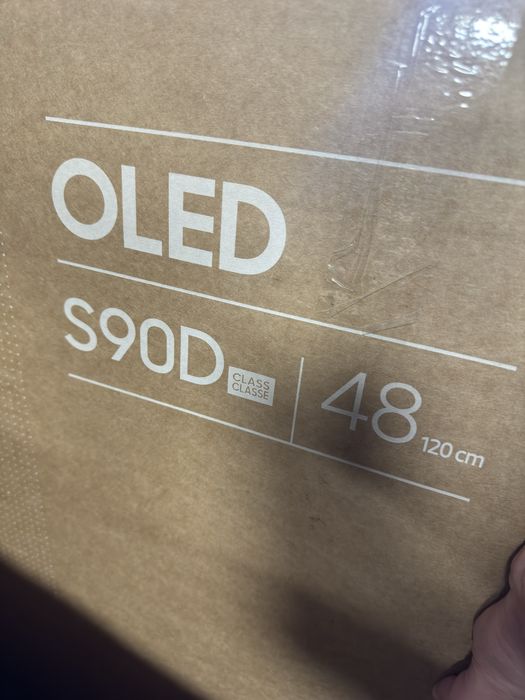 OLED
S90D CLASS CLASSE 48 120 cm